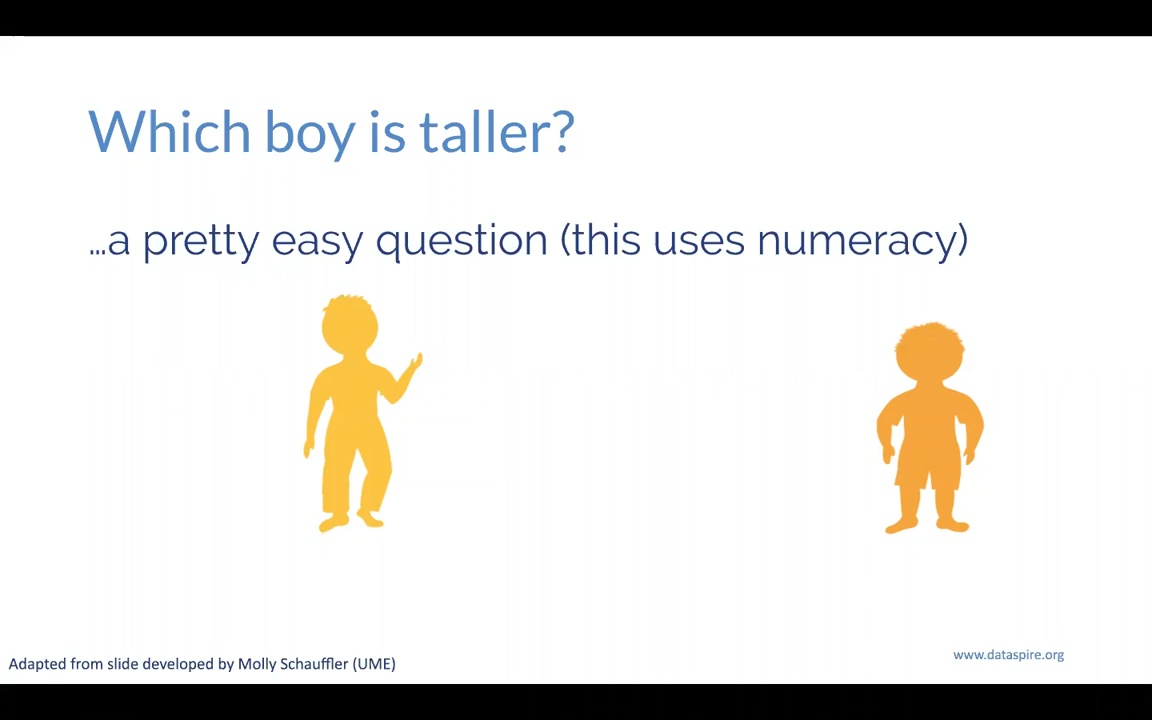 Which boy is taller?
…a pretty easy question (this uses numeracy)
Adapted from slide developed by Molly Schauffler (UME)
www.dataspire.org